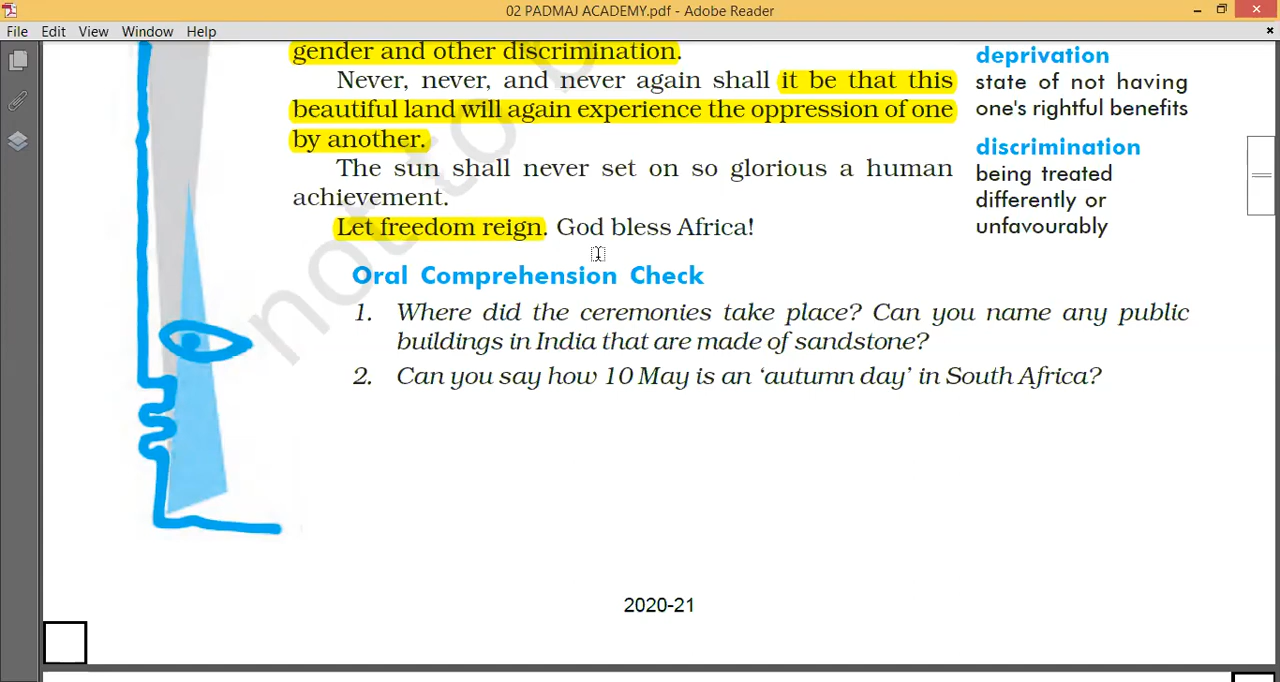 02 PADMAJ ACADEMY.pdf - Adobe Reader
File Edit View Window Help
gender and other discrimination.
Never, never, and never again shall it be that this
beautiful land will again experience the oppression of one
by another.
The sun shall never set on so glorious a human
achievement.
Let freedom reign. God bless Africa!
deprivation
state of not having
one's rightful benefits
discrimination
being treated
differently or
unfavourably
Oral Comprehension Check
1. Where did the ceremonies take place? Can you name any public
buildings in India that are made of sandstone?
2. Can you say how 10 May is an ‘autumn day’ in South Africa?
not to b
2020-21